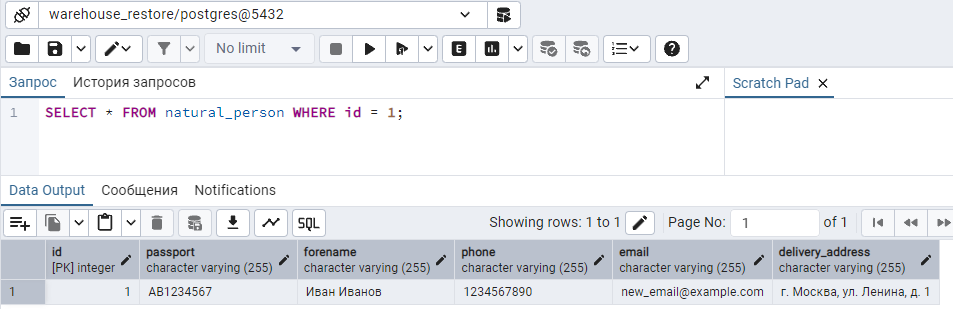 warehouse_restore/postgres@5432
No limit
E
Запрос История запросов
Scratch Pad
1 SELECT * FROM natural_person WHERE id = 1;
Data Output Сообщения Notifications
SQL Showing rows: 1 to 1 Page No: 1 of 1
id passport forename phone email delivery_address
[PK] integer character varying (255) character varying (255) character varying (255) character varying (255) character varying (255)
1 1 AB1234567 Иван Иванов 1234567890 new_email@example.com г. Москва, ул. Ленина, д. 1